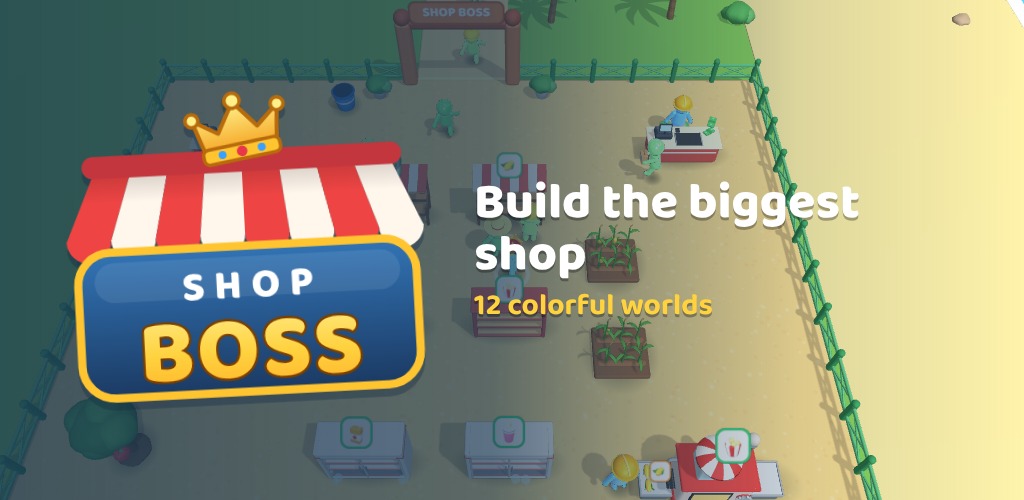 SHOP BOSS
SHOP
BOSS
Build the biggest
shop
12 colorful worlds